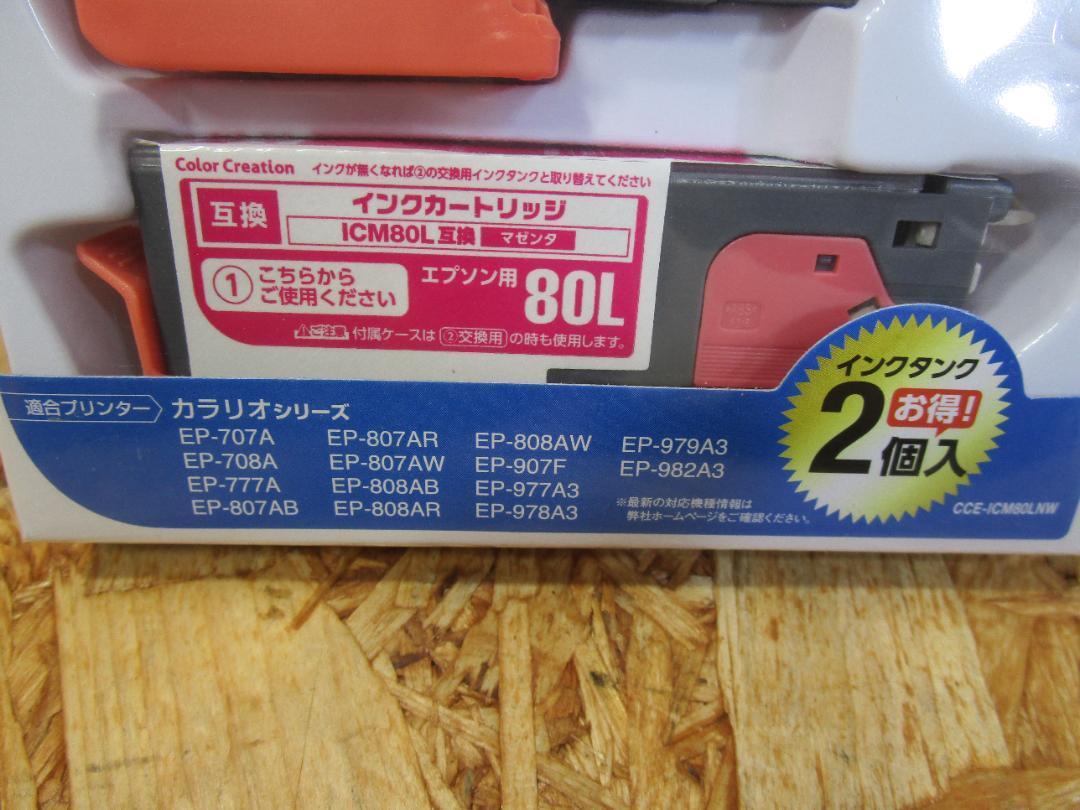 Color Creation インクが無くなれば②の交換用インクタンクと取り替えてください
互換
インクカートリッジ
ICM80L互換 マゼンタ
① こちらから
ご使用ください
エプソン用 80L
⚠ご注意 付属ケースは②交換用の時も使用します。
適合プリンター カラリオシリーズ
EP-707A EP-807AR EP-808AW EP-979A3
EP-708A EP-807AW EP-907F EP-982A3
EP-777A EP-808AB EP-977A3
EP-807AB EP-808AR EP-978A3
※最新の対応機種情報は
弊社ホームページをご確認ください。
インクタンク
2個入
お得!
CCE-ICM80LNW